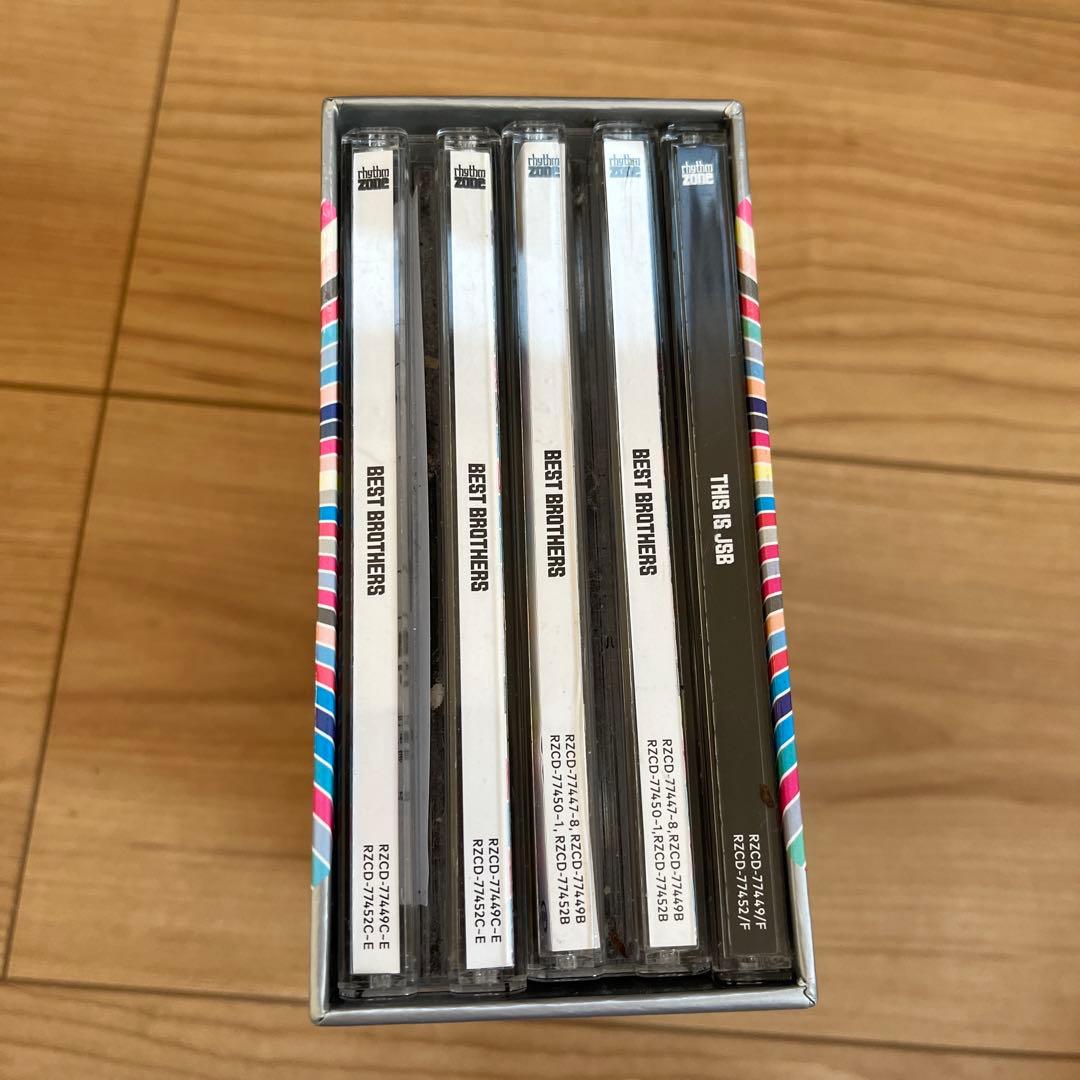 rhythm
zone
BEST BROTHERS
RZCD-77449C~E
RZCD-77452C~E
rhythm
zone
BEST BROTHERS
RZCD-77449C~E
RZCD-77452C~E
rhythm
zone
BEST BROTHERS
RZCD-77447~8, RZCD-77449B
RZCD-77450~1, RZCD-77452B
rhythm
zone
BEST BROTHERS
RZCD-77447~8,RZCD-77449B
RZCD-77450~1,RZCD-77452B
rhythm
zone
THIS IS JSB
RZCD-77449/F
RZCD-77452/F